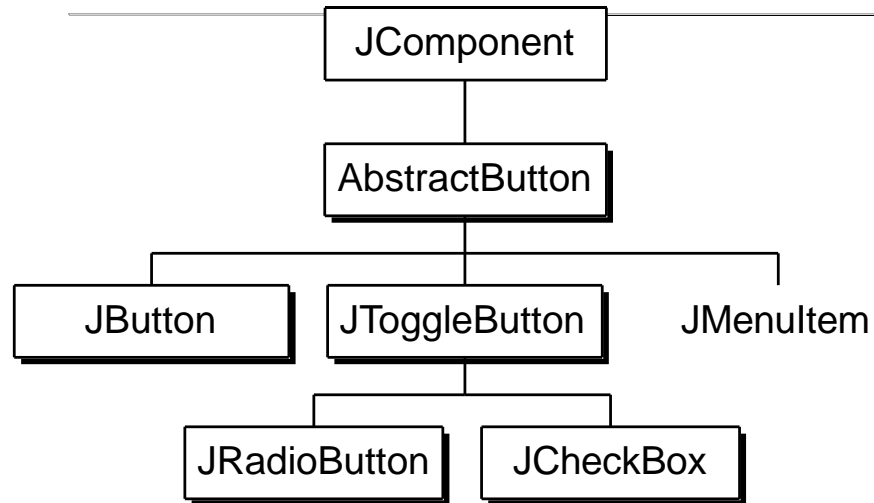 JComponent
AbstractButton
JButton
JToggleButton
JMenuItem
JRadioButton
JCheckBox